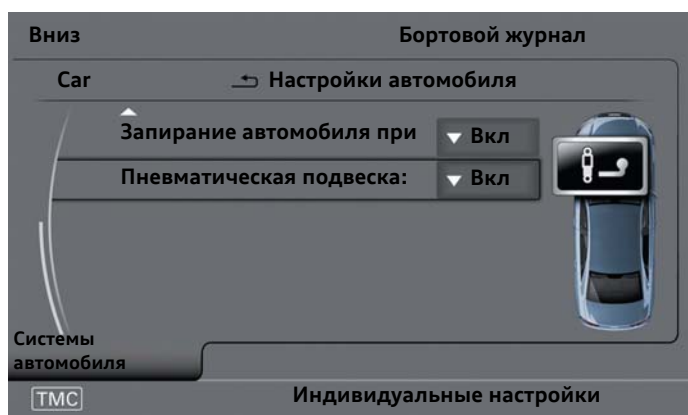 Вниз Бортовой журнал
Car Настройки автомобиля
Запирание автомобиля при Вкл
Пневматическая подвеска: Вкл
Системы
автомобиля
TMC Индивидуальные настройки